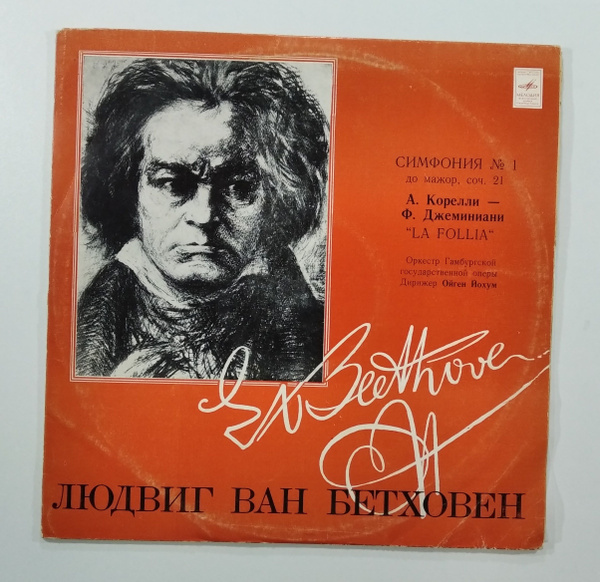 МЕЛОДИЯ
СИМФОНИЯ № 1
до мажор, соч. 21
А. Корелли —
Ф. Джеминиани
"LA FOLLIA"
Оркестр Гамбургской
государственной оперы
Дирижер Ойген Йохум
Beethoven
ЛЮДВИГ ВАН БЕТХОВЕН